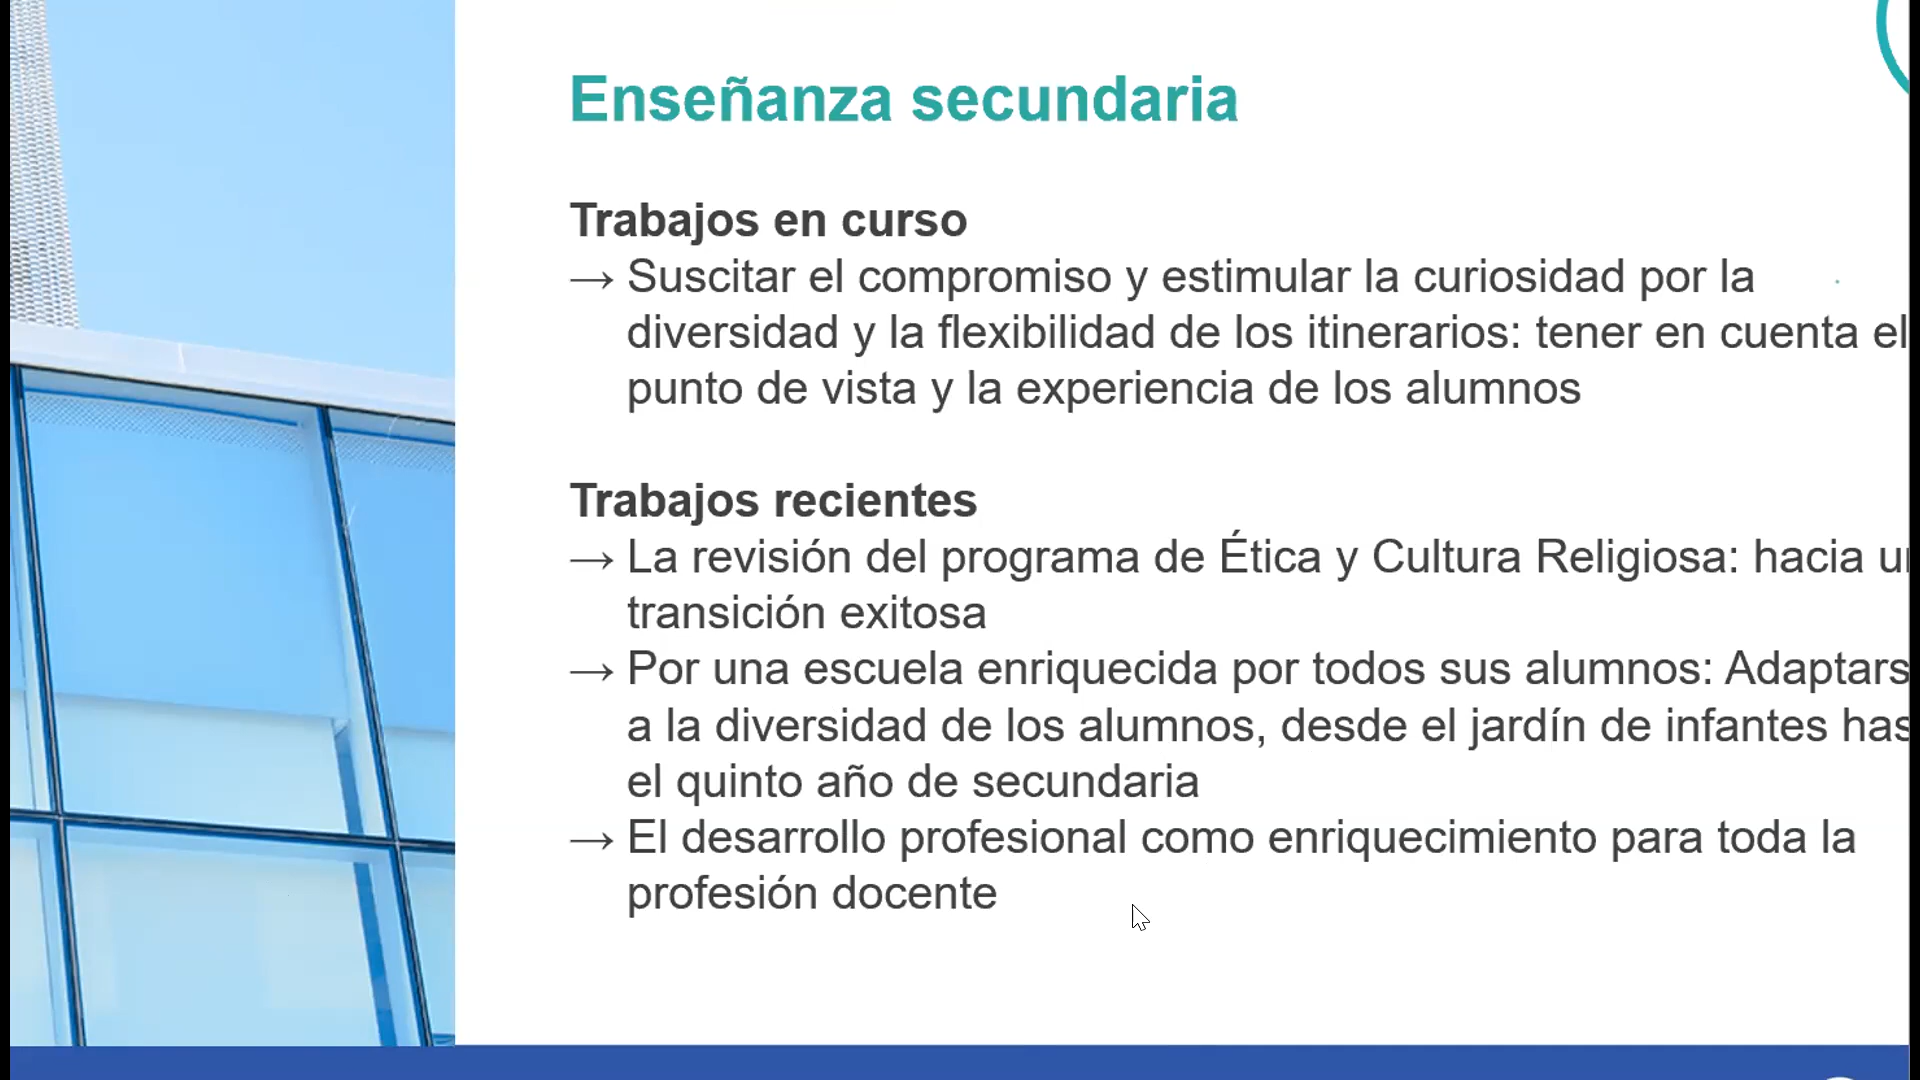 Enseñanza secundaria
Trabajos en curso
→ Suscitar el compromiso y estimular la curiosidad por la
diversidad y la flexibilidad de los itinerarios: tener en cuenta el
punto de vista y la experiencia de los alumnos
Trabajos recientes
→ La revisión del programa de Ética y Cultura Religiosa: hacia
transición exitosa
→ Por una escuela enriquecida por todos sus alumnos: Adaptars
a la diversidad de los alumnos, desde el jardín de infantes has
el quinto año de secundaria
→ El desarrollo profesional como enriquecimiento para toda la
profesión docente